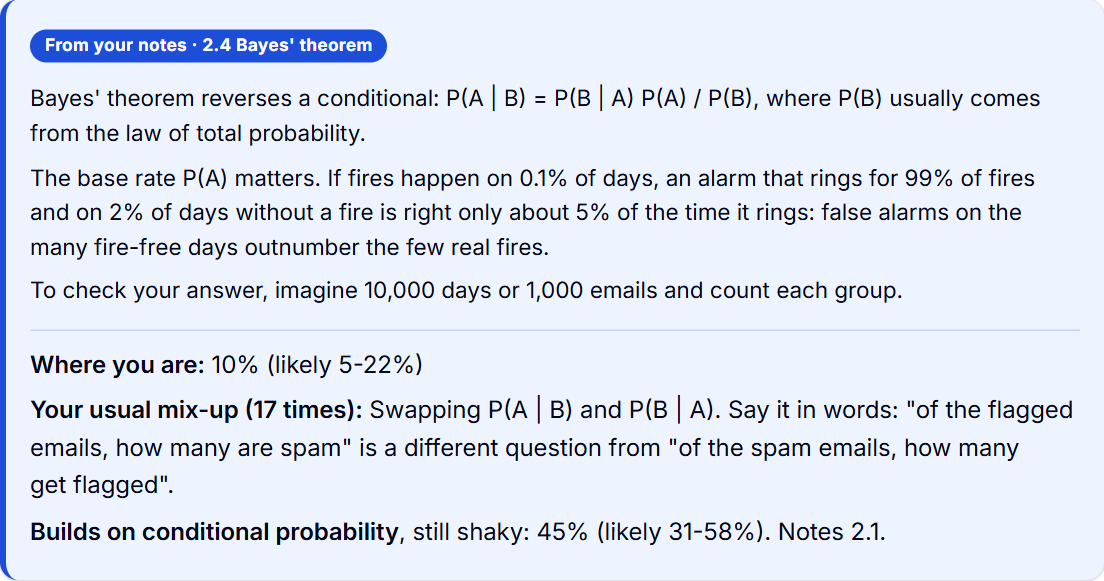 From your notes · 2.4 Bayes' theorem
Bayes' theorem reverses a conditional: P(A | B) = P(B | A) P(A) / P(B), where P(B) usually comes
from the law of total probability.
The base rate P(A) matters. If fires happen on 0.1% of days, an alarm that rings for 99% of fires
and on 2% of days without a fire is right only about 5% of the time it rings: false alarms on the
many fire-free days outnumber the few real fires.
To check your answer, imagine 10,000 days or 1,000 emails and count each group.
Where you are: 10% (likely 5-22%)
Your usual mix-up (17 times): Swapping P(A | B) and P(B | A). Say it in words: "of the flagged
emails, how many are spam" is a different question from "of the spam emails, how many
get flagged".
Builds on conditional probability, still shaky: 45% (likely 31-58%). Notes 2.1.